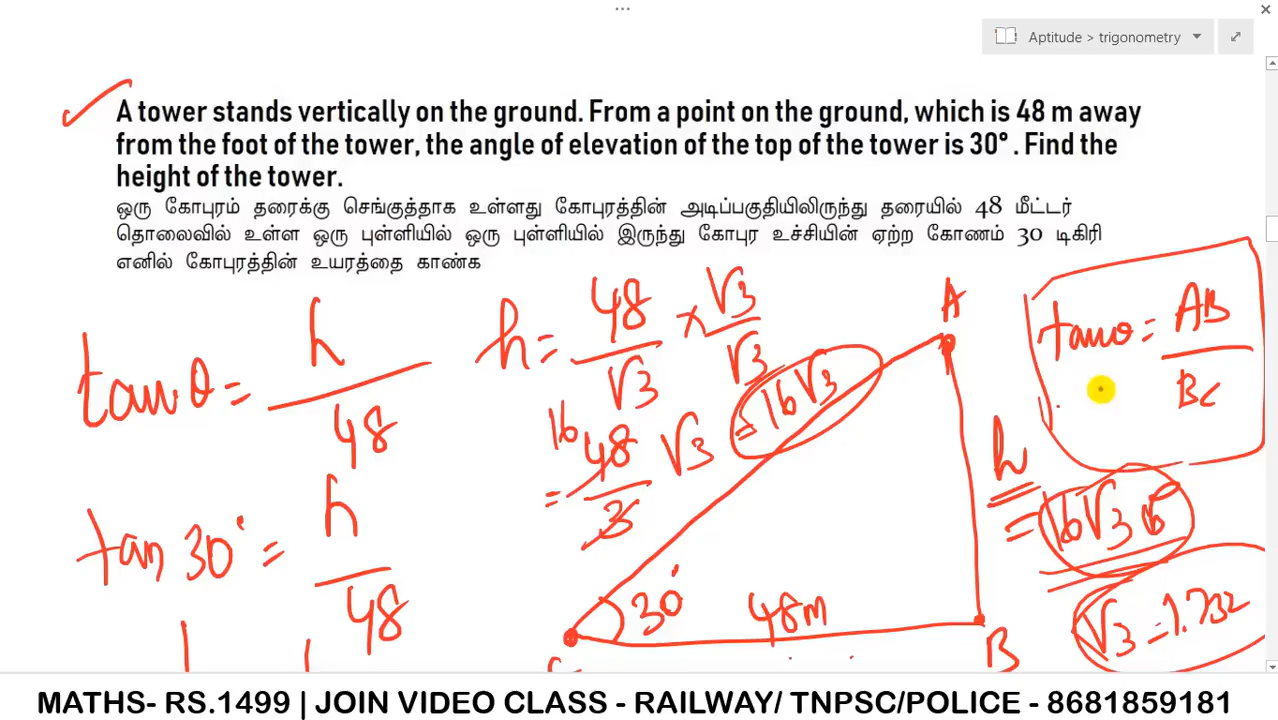 Aptitude > trigonometry
A tower stands vertically on the ground. From a point on the ground, which is 48 m away
from the foot of the tower, the angle of elevation of the top of the tower is 30° . Find the
height of the tower.
ஒரு கோபுரம் தரைக்கு செங்குத்தாக உள்ளது கோபுரத்தின் அடிப்பகுதியிலிருந்து தரையில் 48 மீட்டர்
தொலைவில் உள்ள ஒரு புள்ளியில் ஒரு புள்ளியில் இருந்து கோபுர உச்சியின் ஏற்ற கோணம் 30 டிகிரி
எனில் கோபுரத்தின் உயரத்தை காண்க
tanθ = h/48
tan 30° = h/48
h = 48/√3 × √3/√3
= 16 48/3 √3 = 16√3
A
tanθ = AB/BC
h
= 16√3
√3 = 1.732
30°
48m
B
MATHS- RS.1499 | JOIN VIDEO CLASS - RAILWAY/ TNPSC/POLICE - 8681859181